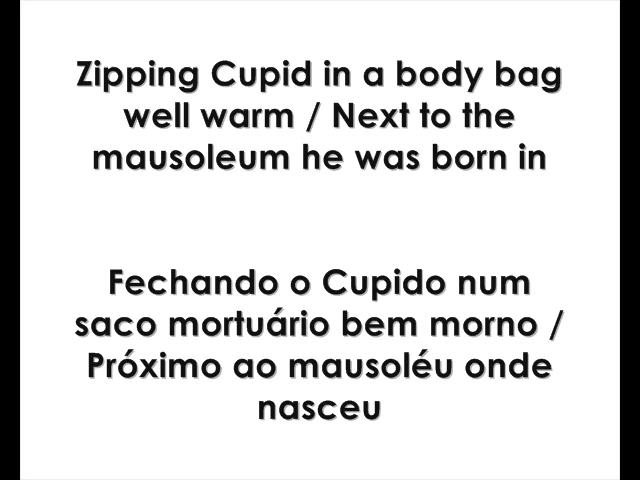 Zipping Cupid in a body bag
well warm / Next to the
mausoleum he was born in
Fechando o Cupido num
saco mortuário bem morno /
Próximo ao mausoléu onde
nasceu